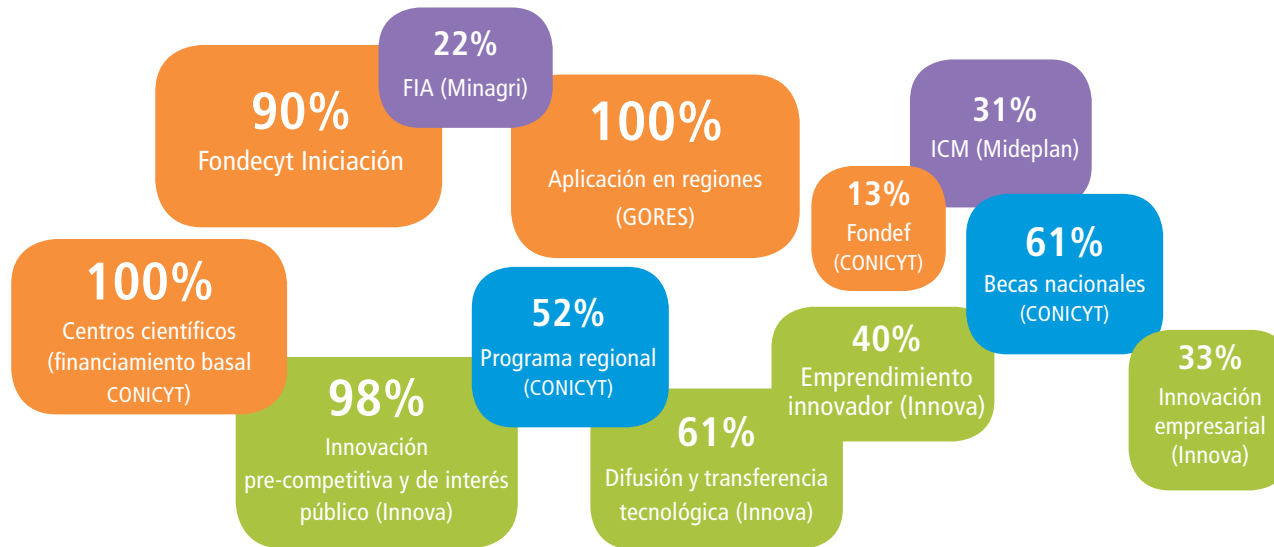 22%
FIA (Minagri)
90%
Fondecyt Iniciación
100%
Aplicación en regiones
(GORES)
31%
ICM (Mideplan)
13%
Fondef
(CONICYT)
61%
Becas nacionales
(CONICYT)
100%
Centros científicos
(financiamiento basal
CONICYT)
52%
Programa regional
(CONICYT)
40%
Emprendimiento
innovador (Innova)
33%
Innovación
empresarial
(Innova)
98%
Innovación
pre-competitiva y de interés
público (Innova)
61%
Difusión y transferencia
tecnológica (Innova)